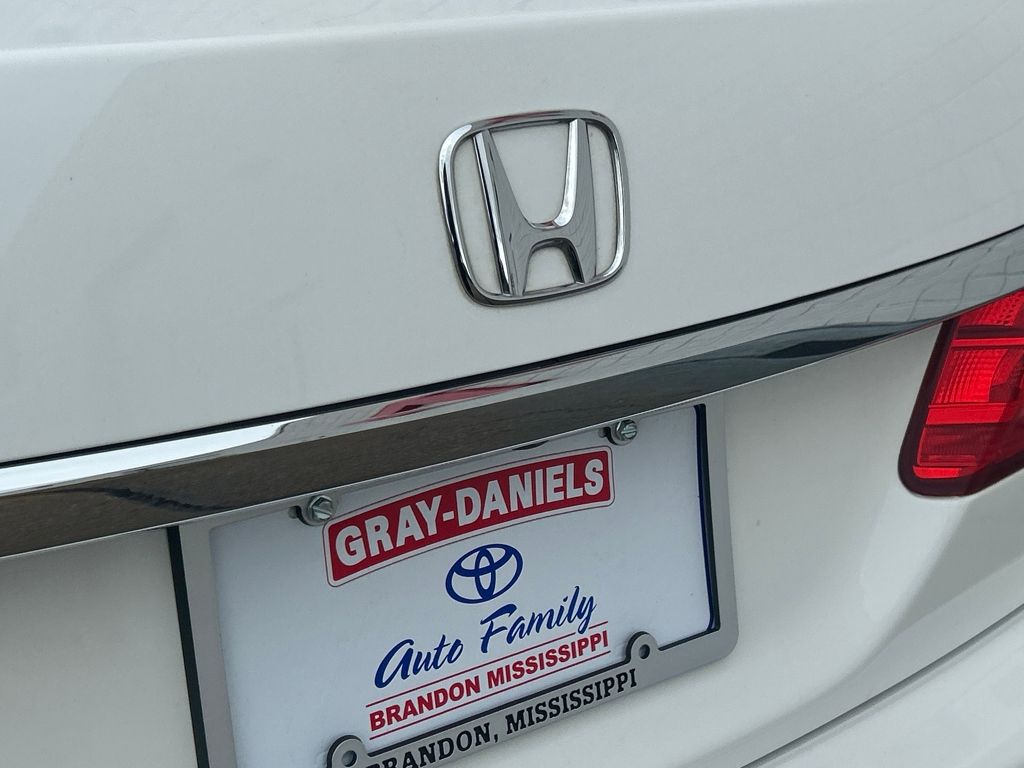 GRAY-DANIELS
Auto Family
BRANDON MISSISSIPPI
BRANDON, MISSISSIPPI